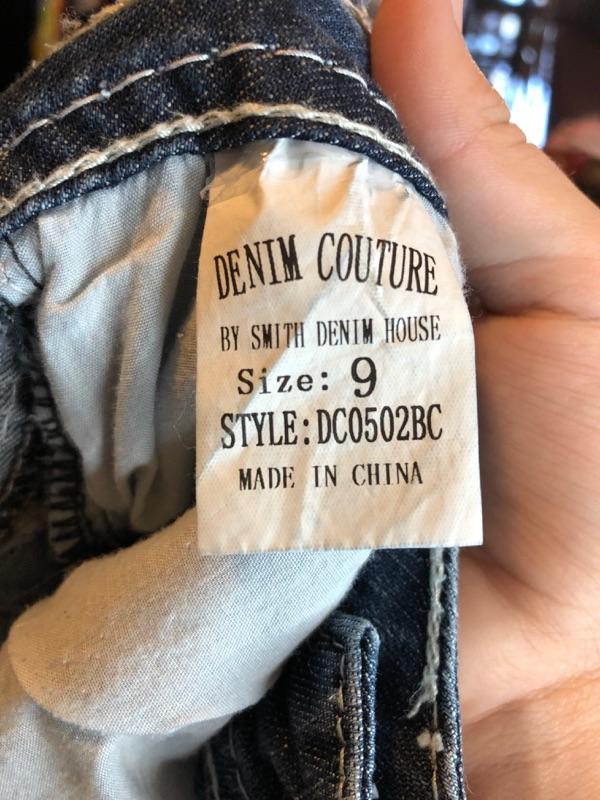 DENIM COUTURE
BY SMITH DENIM HOUSE
Size: 9
STYLE: DC0502BC
MADE IN CHINA